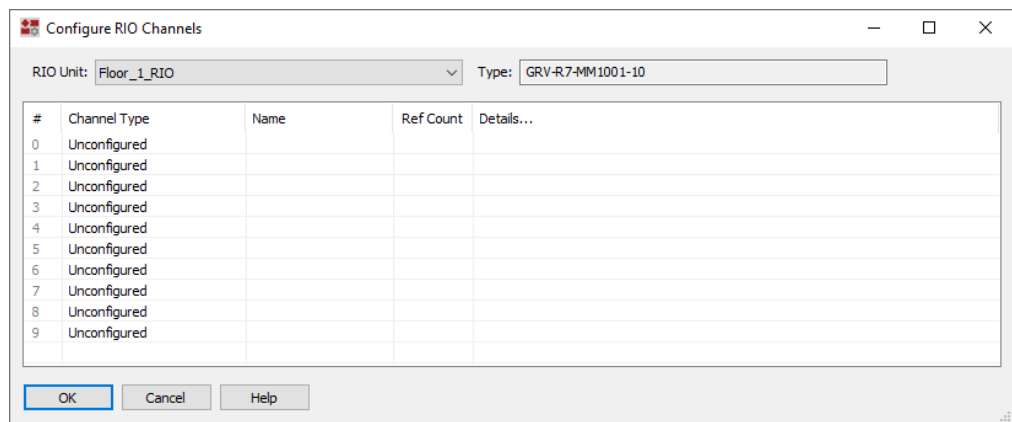 Configure RIO Channels
RIO Unit: Floor_1_RIO Type: GRV-R7-MM1001-10
# Channel Type Name Ref Count Details...
0 Unconfigured
1 Unconfigured
2 Unconfigured
3 Unconfigured
4 Unconfigured
5 Unconfigured
6 Unconfigured
7 Unconfigured
8 Unconfigured
9 Unconfigured
OK Cancel Help